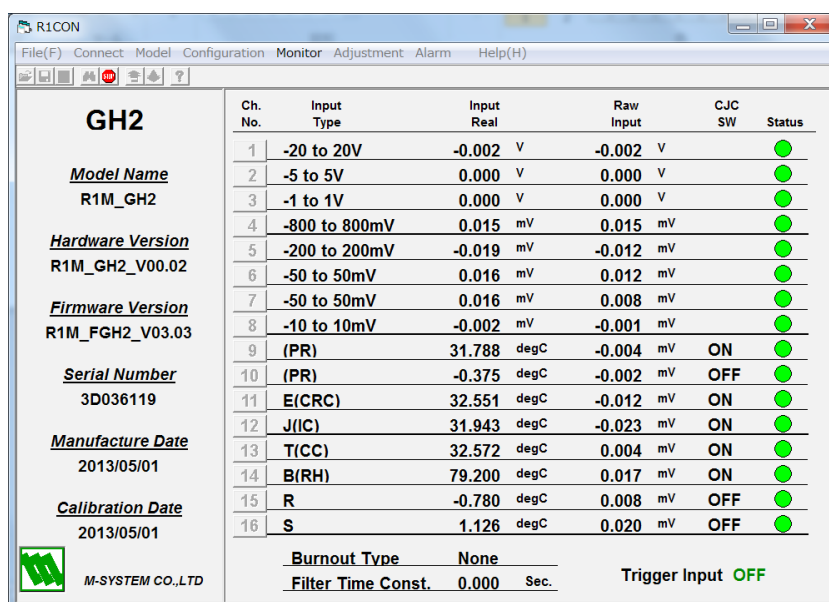 R1CON
File(F) Connect Model Configuration Monitor Adjustment Alarm Help(H)
STOP ?
GH2
Model Name
R1M_GH2
Hardware Version
R1M_GH2_V00.02
Firmware Version
R1M_FGH2_V03.03
Serial Number
3D036119
Manufacture Date
2013/05/01
Calibration Date
2013/05/01
M-SYSTEM CO.,LTD
Ch. No. Input Type Input Real Raw Input CJC SW Status
1 -20 to 20V -0.002 V -0.002 V
2 -5 to 5V 0.000 V 0.000 V
3 -1 to 1V 0.000 V 0.000 V
4 -800 to 800mV 0.015 mV 0.015 mV
5 -200 to 200mV -0.019 mV -0.012 mV
6 -50 to 50mV 0.016 mV 0.012 mV
7 -50 to 50mV 0.016 mV 0.008 mV
8 -10 to 10mV -0.002 mV -0.001 mV
9 (PR) 31.788 degC -0.004 mV ON
10 (PR) -0.375 degC -0.002 mV OFF
11 E(CRC) 32.551 degC -0.012 mV ON
12 J(IC) 31.943 degC -0.023 mV ON
13 T(CC) 32.572 degC 0.004 mV ON
14 B(RH) 79.200 degC 0.017 mV ON
15 R -0.780 degC 0.008 mV OFF
16 S 1.126 degC 0.020 mV OFF
Burnout Type None
Filter Time Const. 0.000 Sec.
Trigger Input OFF